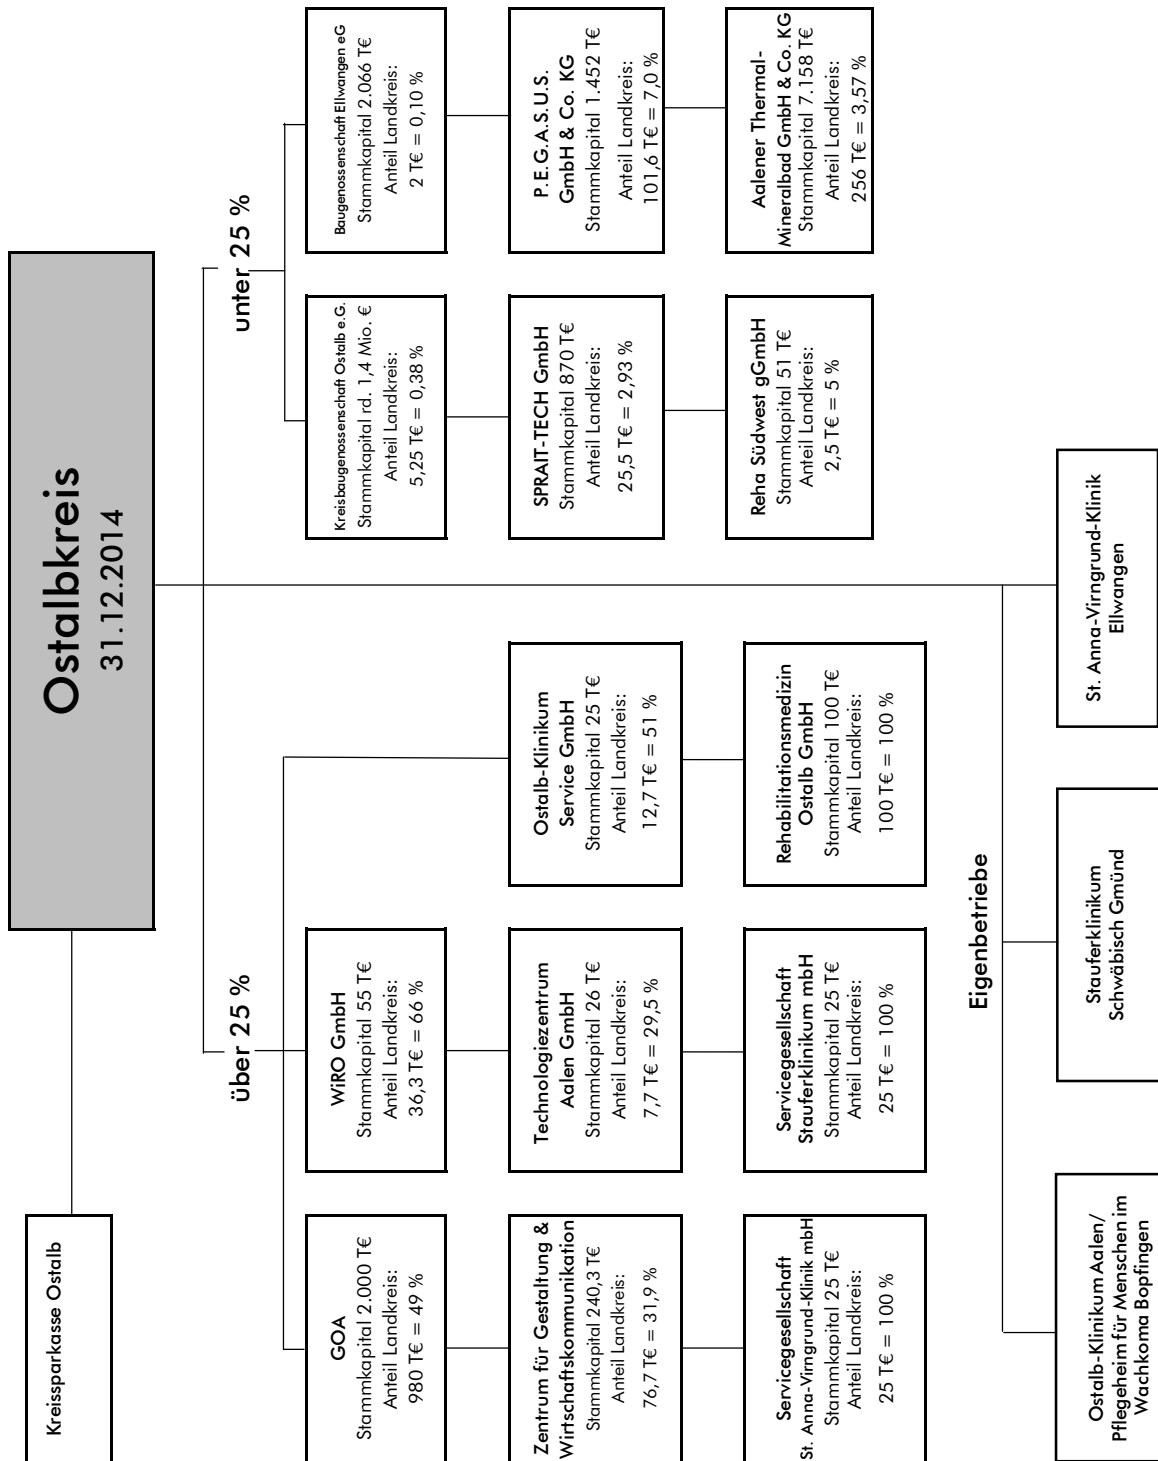 Ostalbkreis
31.12.2014
Kreissparkasse Ostalb
über 25 %
unter 25 %
GOA
Stammkapital 2.000 T€
Anteil Landkreis:
980 T€ = 49 %
WiRO GmbH
Stammkapital 55 T€
Anteil Landkreis:
36,3 T€ = 66 %
Kreisbaugenossenschaft Ostalb e.G.
Stammkapital rd. 1,4 Mio. €
Anteil Landkreis:
5,25 T€ = 0,38 %
Baugenossenschaft Ellwangen eG
Stammkapital 2.066 T€
Anteil Landkreis:
2 T€ = 0,10 %
Zentrum für Gestaltung &
Wirtschaftskommunikation
Stammkapital 240,3 T€
Anteil Landkreis:
76,7 T€ = 31,9 %
Technologiezentrum
Aalen GmbH
Stammkapital 26 T€
Anteil Landkreis:
7,7 T€ = 29,5 %
Ostalb-Klinikum
Service GmbH
Stammkapital 25 T€
Anteil Landkreis:
12,7 T€ = 51 %
SPRAIT-TECH GmbH
Stammkapital 870 T€
Anteil Landkreis:
25,5 T€ = 2,93 %
P.E.G.A.S.U.S.
GmbH & Co. KG
Stammkapital 1.452 T€
Anteil Landkreis:
101,6 T€ = 7,0 %
Servicegesellschaft
St. Anna-Virngrund-Klinik mbH
Stammkapital 25 T€
Anteil Landkreis:
25 T€ = 100 %
Servicegesellschaft
Stauferklinikum mbH
Stammkapital 25 T€
Anteil Landkreis:
25 T€ = 100 %
Rehabilitationsmedizin
Ostalb GmbH
Stammkapital 100 T€
Anteil Landkreis:
100 T€ = 100 %
Reha Südwest gGmbH
Stammkapital 51 T€
Anteil Landkreis:
2,5 T€ = 5 %
Aalener Thermal-
Mineralbad GmbH & Co. KG
Stammkapital 7.158 T€
Anteil Landkreis:
256 T€ = 3,57 %
Eigenbetriebe
Ostalb-Klinikum Aalen/
Pflegeheim für Menschen im
Wachkoma Bopfingen
Stauferklinikum
Schwäbisch Gmünd
St. Anna-Virngrund-Klinik
Ellwangen